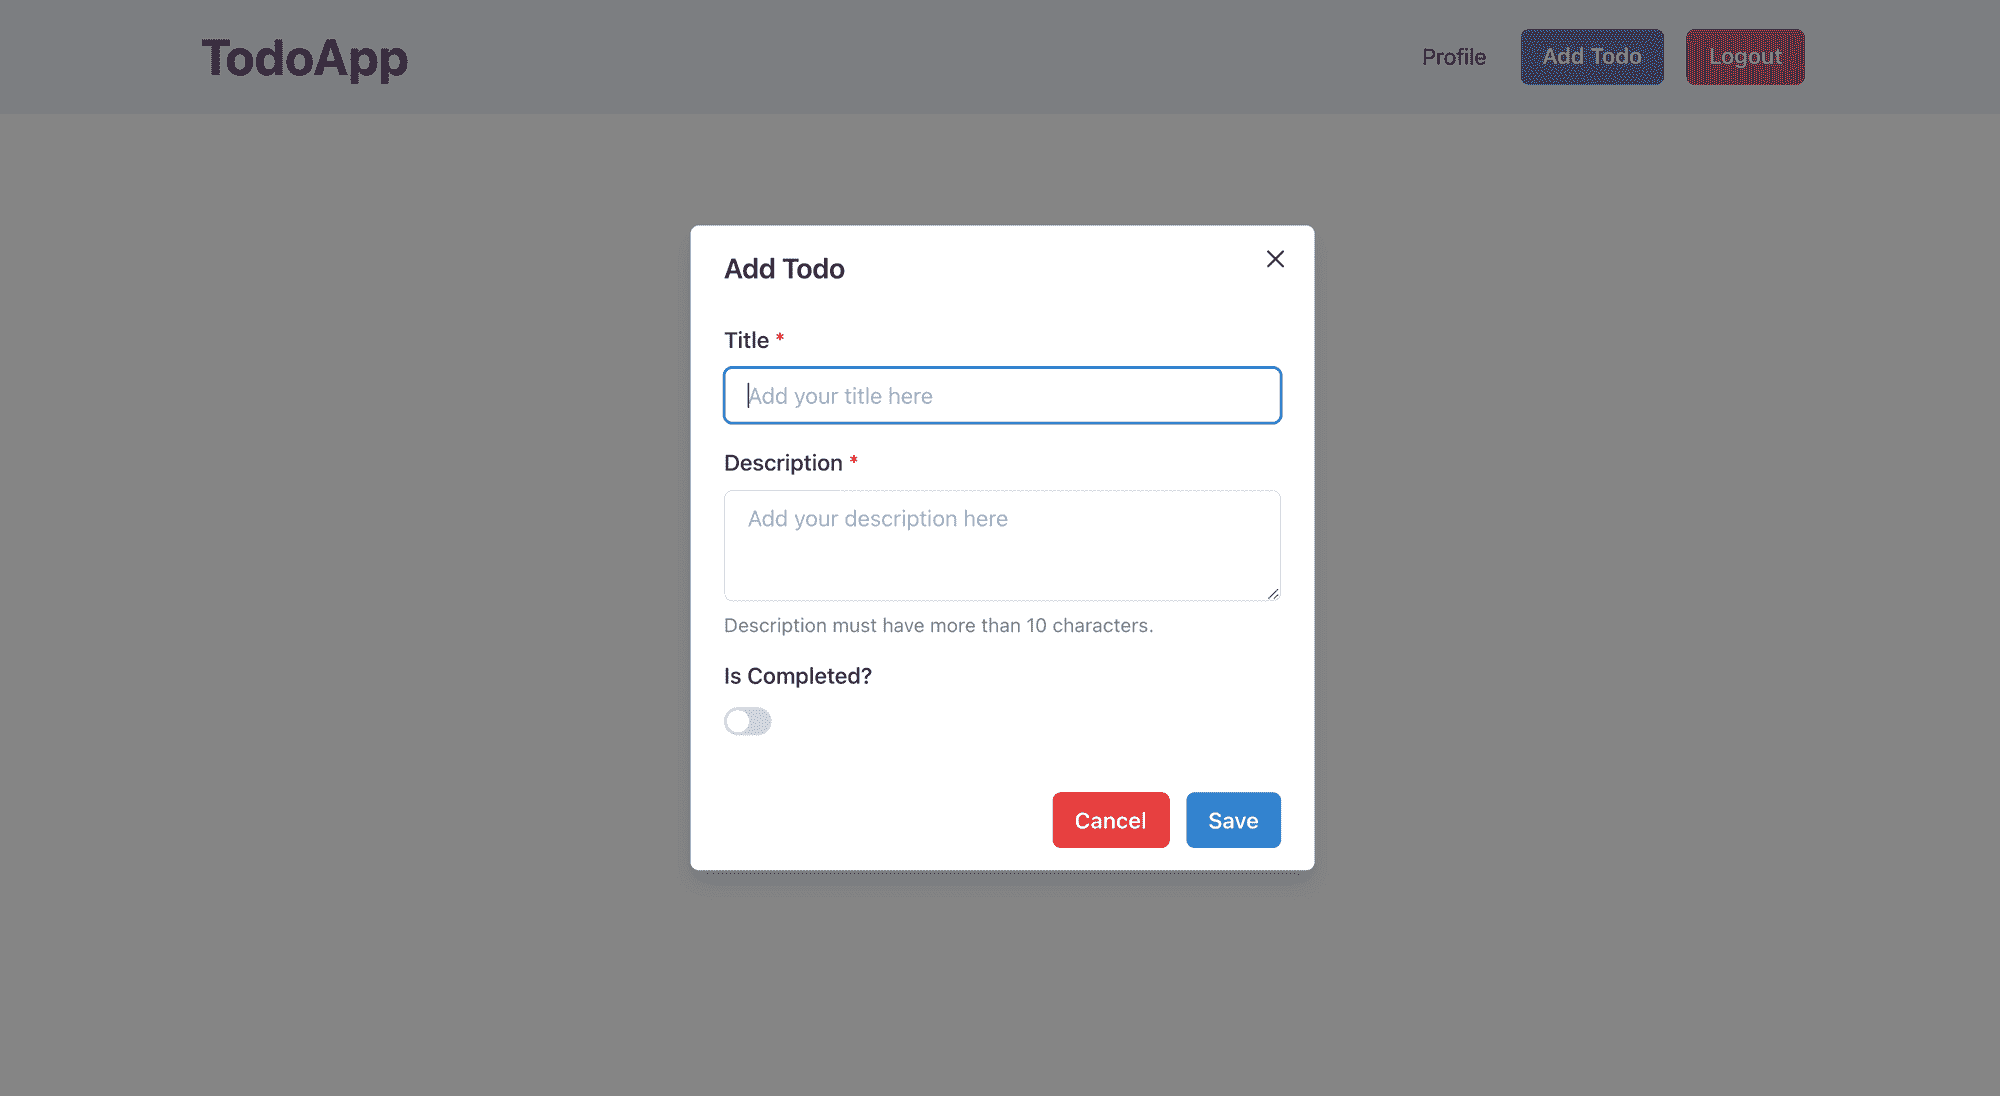 TodoApp
Profile
Add Todo
Logout
Add Todo
Title *
Add your title here
Description *
Add your description here
Description must have more than 10 characters.
Is Completed?
Cancel
Save